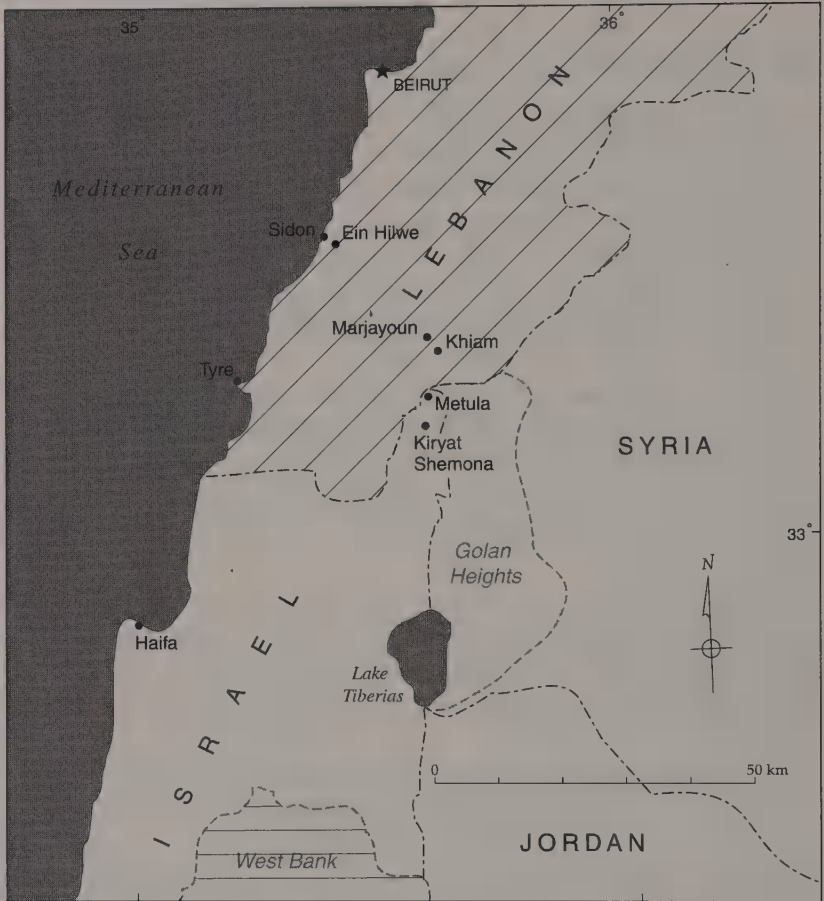 35°
36°
BEIRUT
LEBANON
Mediterranean
Sea
Sidon
Ein Hilwe
Marjayoun
Khiam
Tyre
Metula
Kiryat
Shemona
SYRIA
33°
Golan
Heights
N
ISRAEL
Haifa
Lake
Tiberias
0 50 km
JORDAN
West Bank